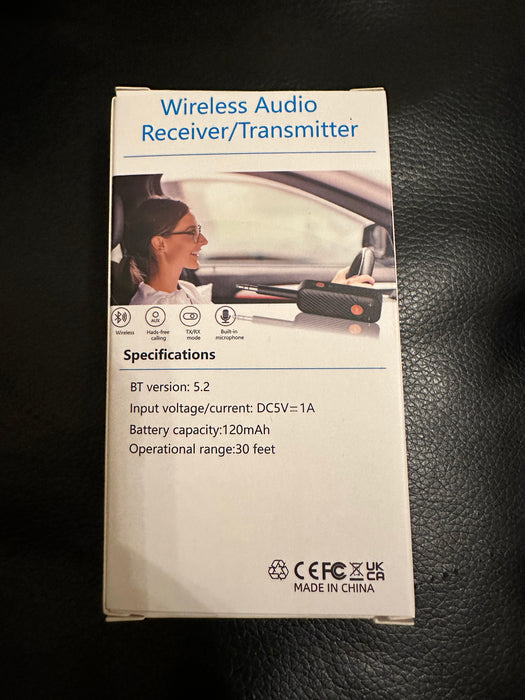 Wireless Audio
Receiver/Transmitter
AUX
Wireless
Hads-free
calling
TX/RX
mode
Built-in
microphone
Specifications
BT version: 5.2
Input voltage/current: DC5V⎓1A
Battery capacity:120mAh
Operational range:30 feet
CE FC UK
CA
MADE IN CHINA